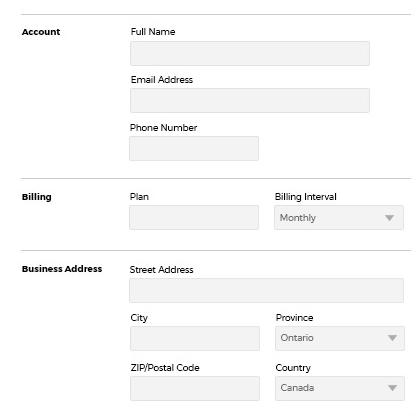 Account
Full Name
Email Address
Phone Number
Billing
Plan
Billing Interval
Monthly
Business Address
Street Address
City
Province
Ontario
ZIP/Postal Code
Country
Canada